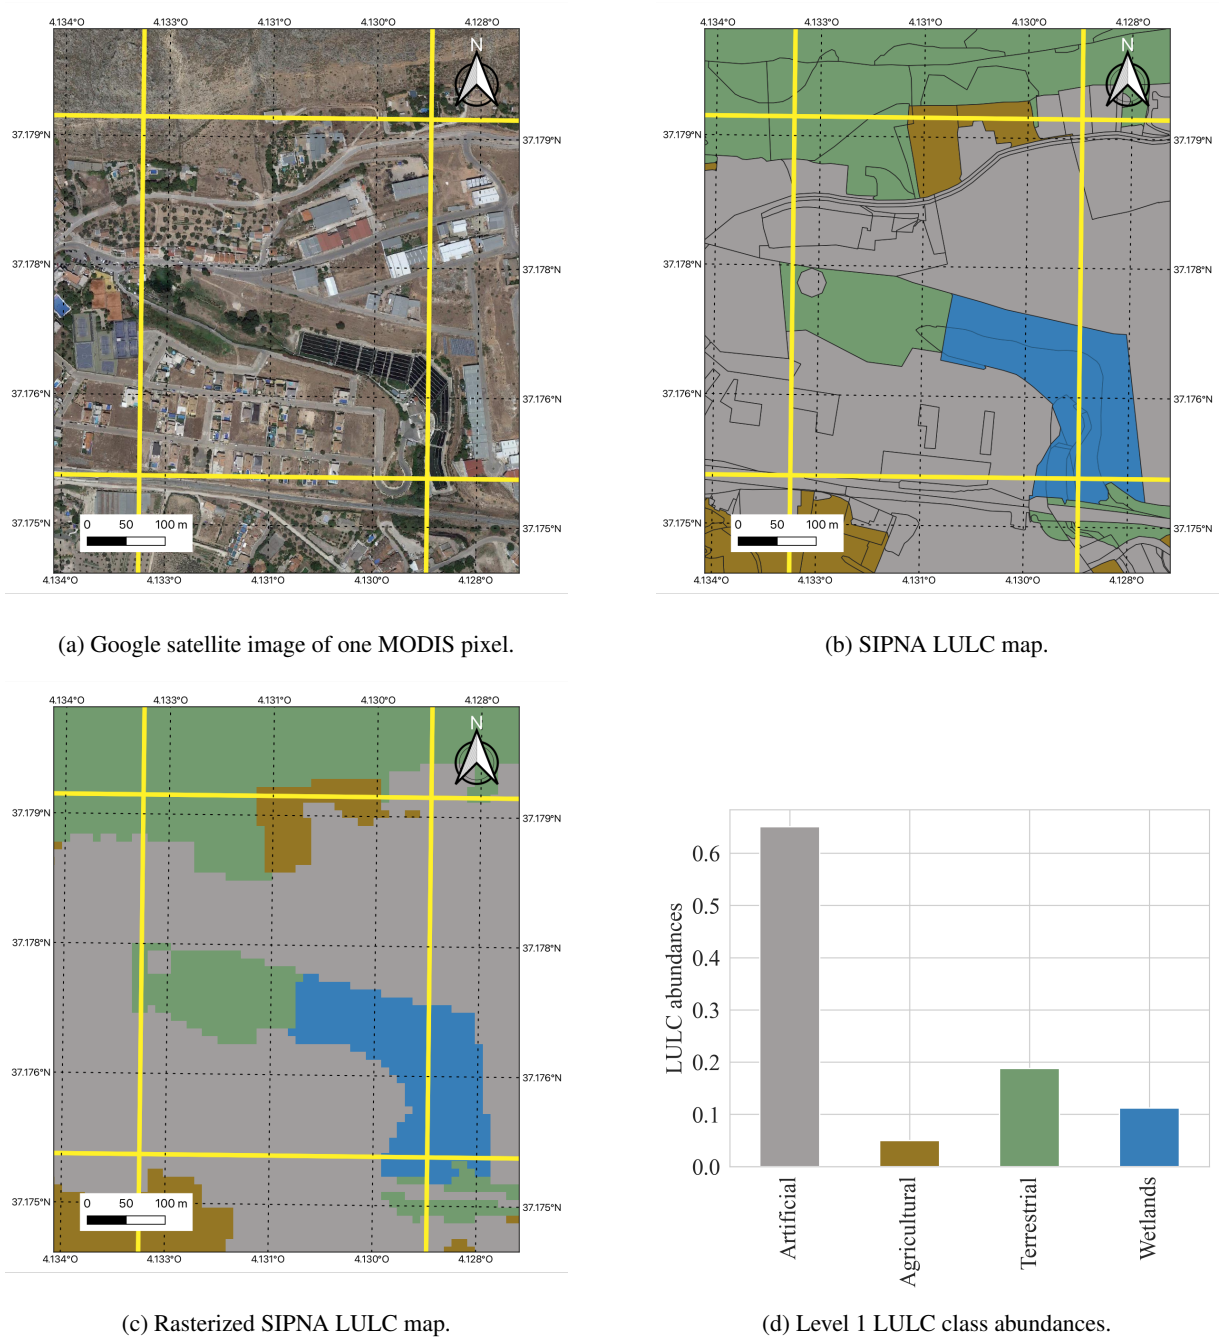 4.134°O 4.133°O 4.131°O 4.130°O 4.128°O
N
37.179°N 37.179°N
37.178°N 37.178°N
37.176°N 37.176°N
37.175°N 37.175°N
0 50 100 m
4.134°O 4.133°O 4.131°O 4.130°O 4.128°O
(a) Google satellite image of one MODIS pixel.
4.134°O 4.133°O 4.131°O 4.130°O 4.128°O
N
37.179°N 37.179°N
37.178°N 37.178°N
37.176°N 37.176°N
37.175°N 37.175°N
0 50 100 m
4.134°O 4.133°O 4.131°O 4.130°O 4.128°O
(b) SIPNA LULC map.
4.134°O 4.133°O 4.131°O 4.130°O 4.128°O
N
37.179°N 37.179°N
37.178°N 37.178°N
37.176°N 37.176°N
37.175°N 37.175°N
0 50 100 m
4.134°O 4.133°O 4.131°O 4.130°O 4.128°O
(c) Rasterized SIPNA LULC map.
LULC abundances
0.6
0.5
0.4
0.3
0.2
0.1
0.0
Artificial
Agricultural
Terrestrial
Wetlands
(d) Level 1 LULC class abundances.